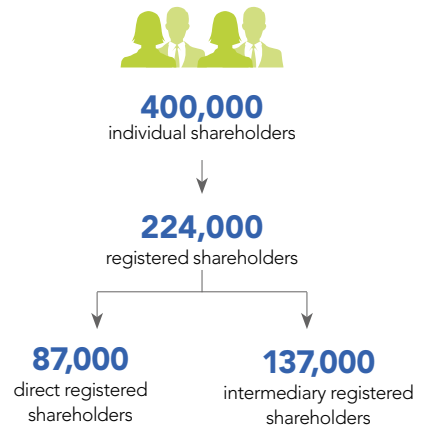 400,000
individual shareholders
224,000
registered shareholders
87,000
direct registered
shareholders
137,000
intermediary registered
shareholders